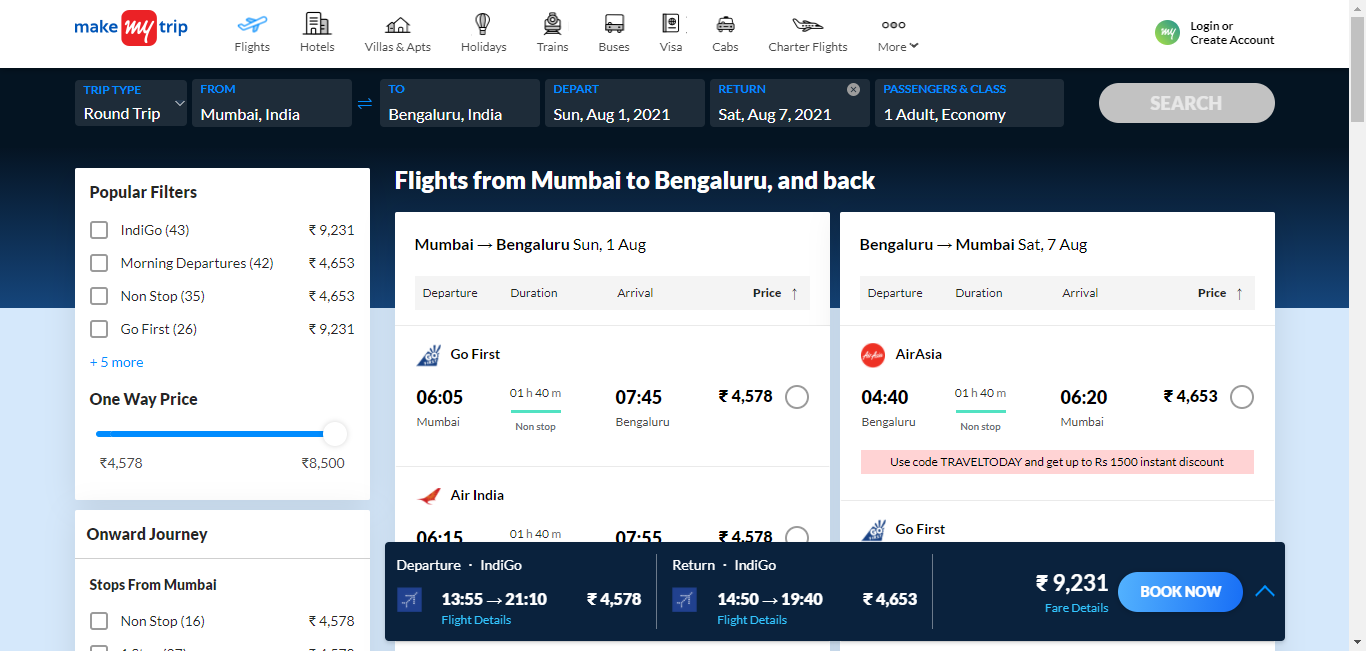 make my trip
Flights
Hotels
Villas & Apts
Holidays
Trains
Buses
Visa
Cabs
Charter Flights
More
my
Login or
Create Account
TRIP TYPE
Round Trip
FROM
Mumbai, India
TO
Bengaluru, India
DEPART
Sun, Aug 1, 2021
RETURN
Sat, Aug 7, 2021
PASSENGERS & CLASS
1 Adult, Economy
SEARCH
Popular Filters
IndiGo (43) ₹ 9,231
Morning Departures (42) ₹ 4,653
Non Stop (35) ₹ 4,653
Go First (26) ₹ 9,231
+ 5 more
One Way Price
₹4,578 ₹8,500
Onward Journey
Stops From Mumbai
Non Stop (16) ₹ 4,578
Flights from Mumbai to Bengaluru, and back
Mumbai → Bengaluru Sun, 1 Aug
Departure Duration Arrival Price ↑
Go First
06:05 01 h 40 m 07:45 ₹ 4,578
Mumbai Non stop Bengaluru
Air India
06:15 01 h 40 m 07:55 ₹ 4,578
Bengaluru → Mumbai Sat, 7 Aug
Departure Duration Arrival Price ↑
AirAsia
04:40 01 h 40 m 06:20 ₹ 4,653
Bengaluru Non stop Mumbai
Use code TRAVELTODAY and get up to Rs 1500 instant discount
Go First
Departure · IndiGo
13:55 → 21:10 ₹ 4,578
Flight Details
Return · IndiGo
14:50 → 19:40 ₹ 4,653
Flight Details
₹ 9,231
Fare Details
BOOK NOW